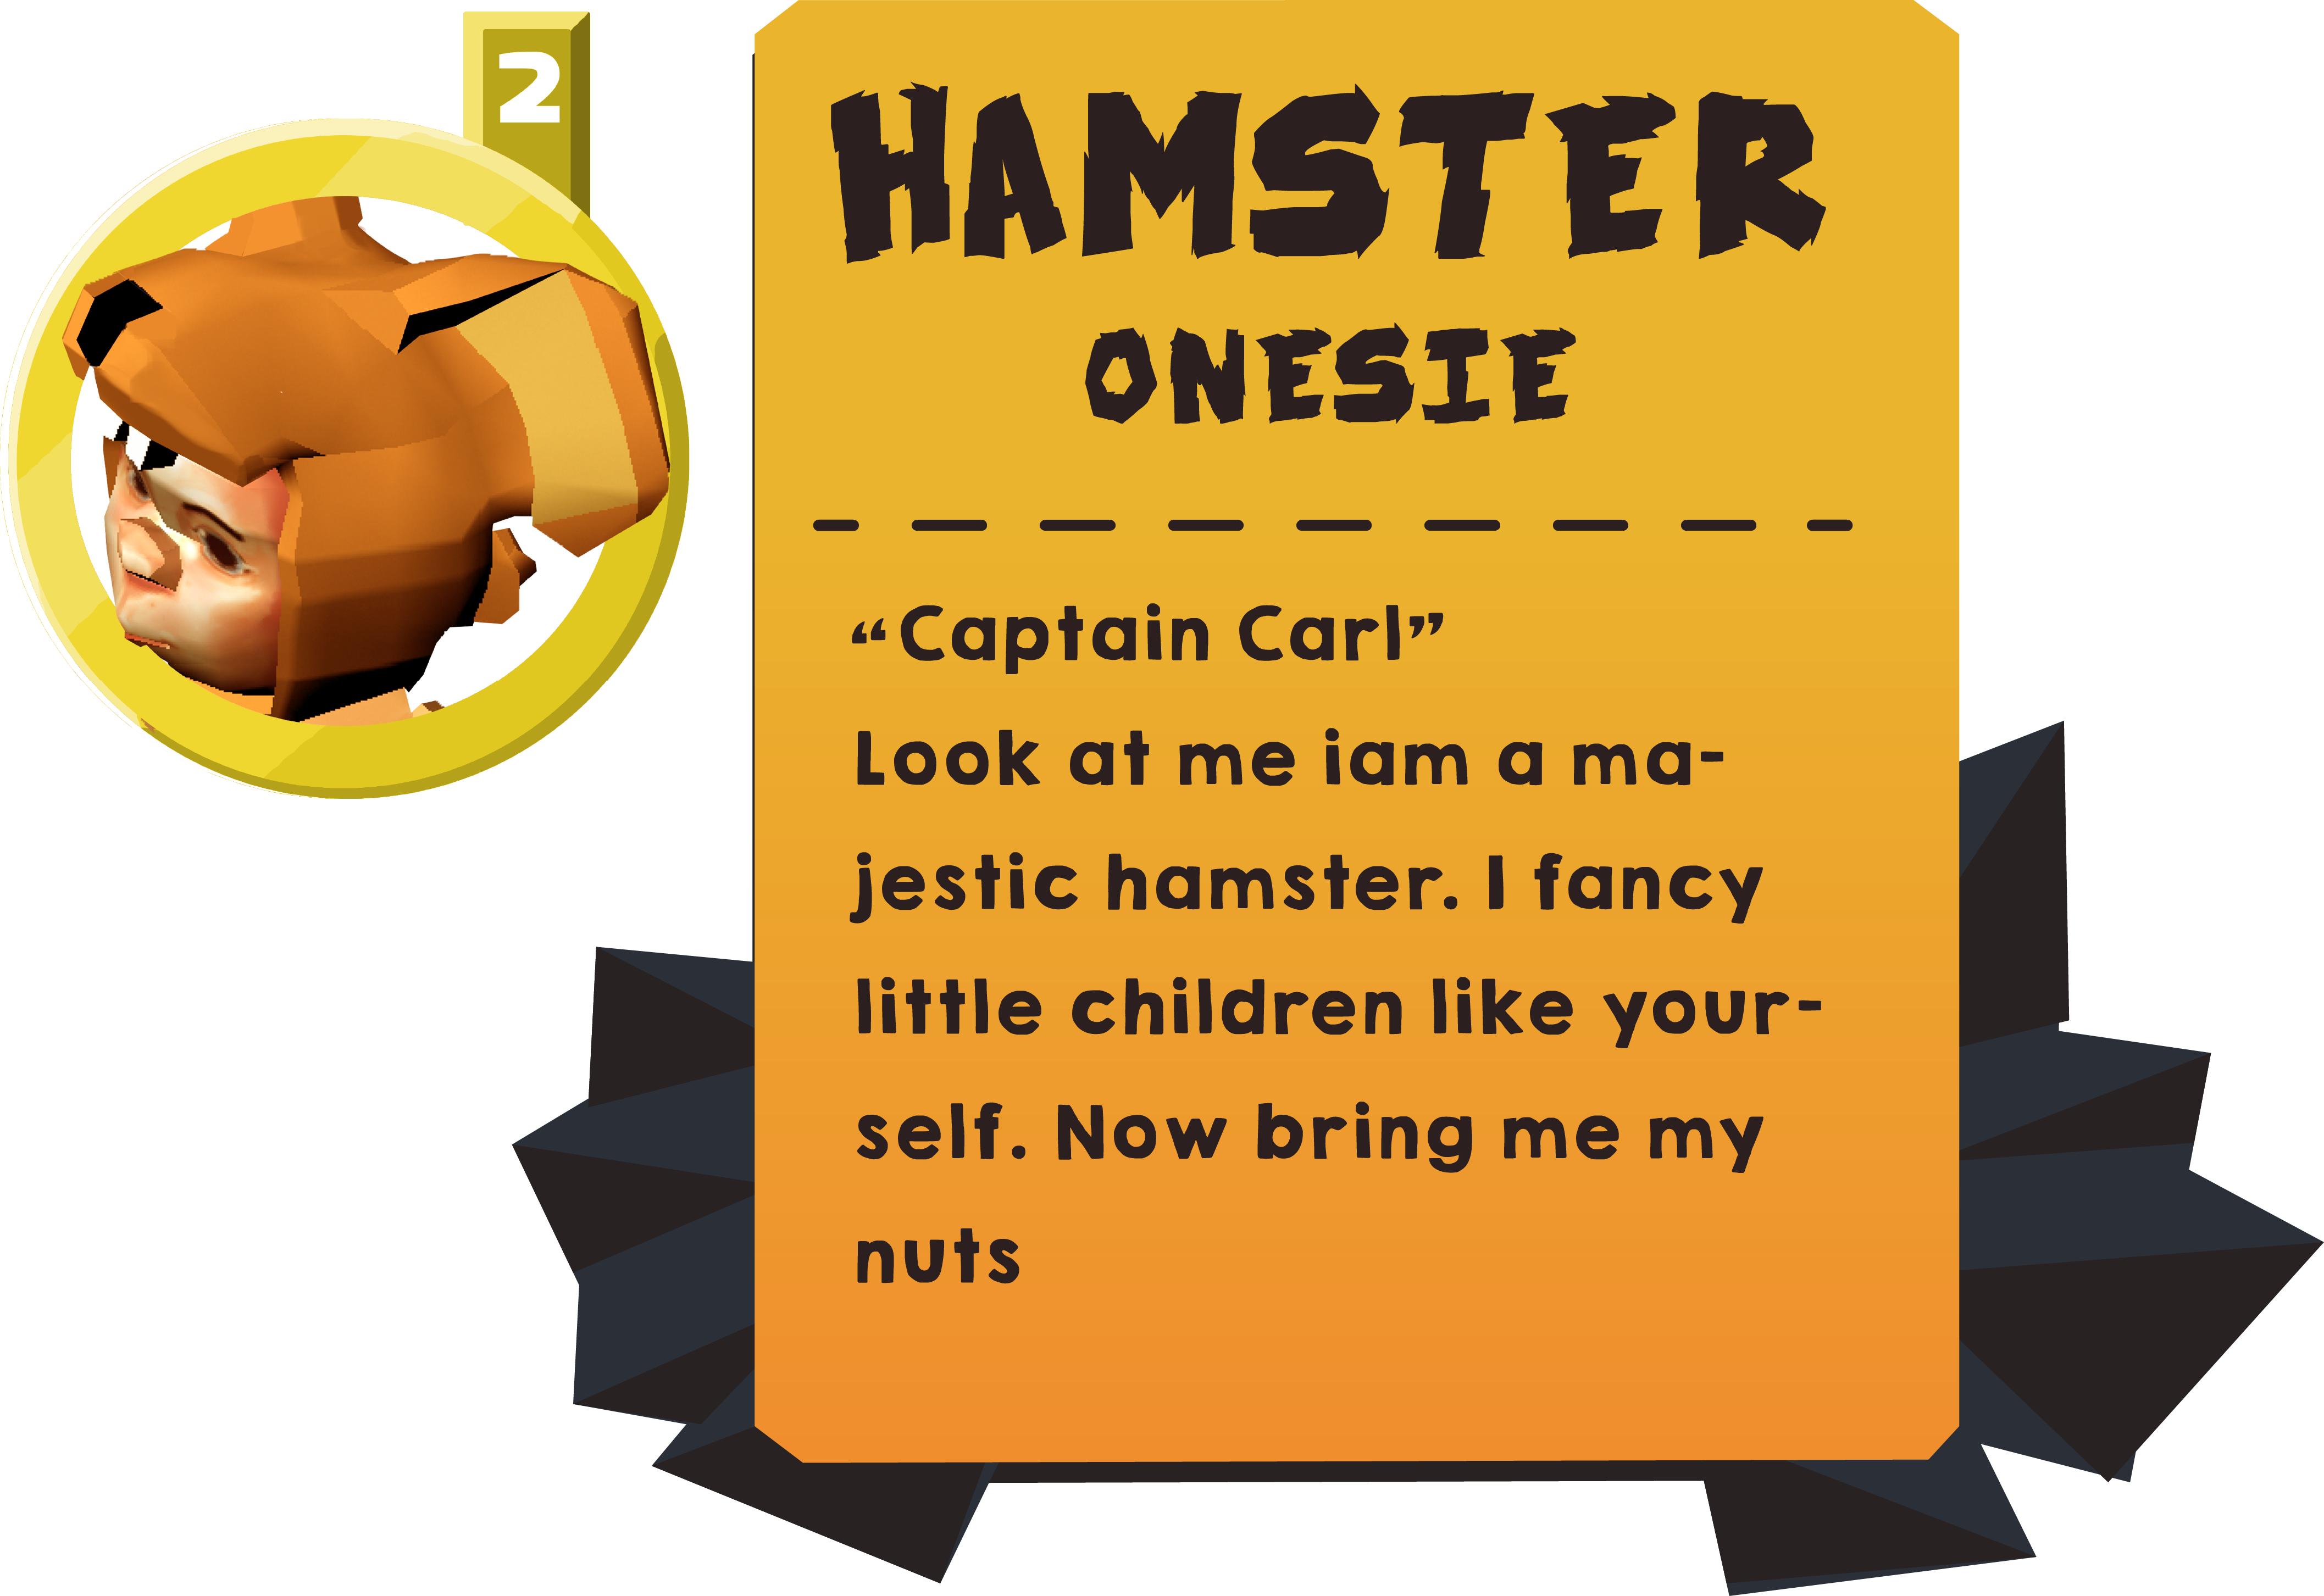 2
HAMSTER
ONESIE
“Captain Carl”
Look at me iam a ma-
jestic hamster. I fancy
little children like your-
self. Now bring me my
nuts